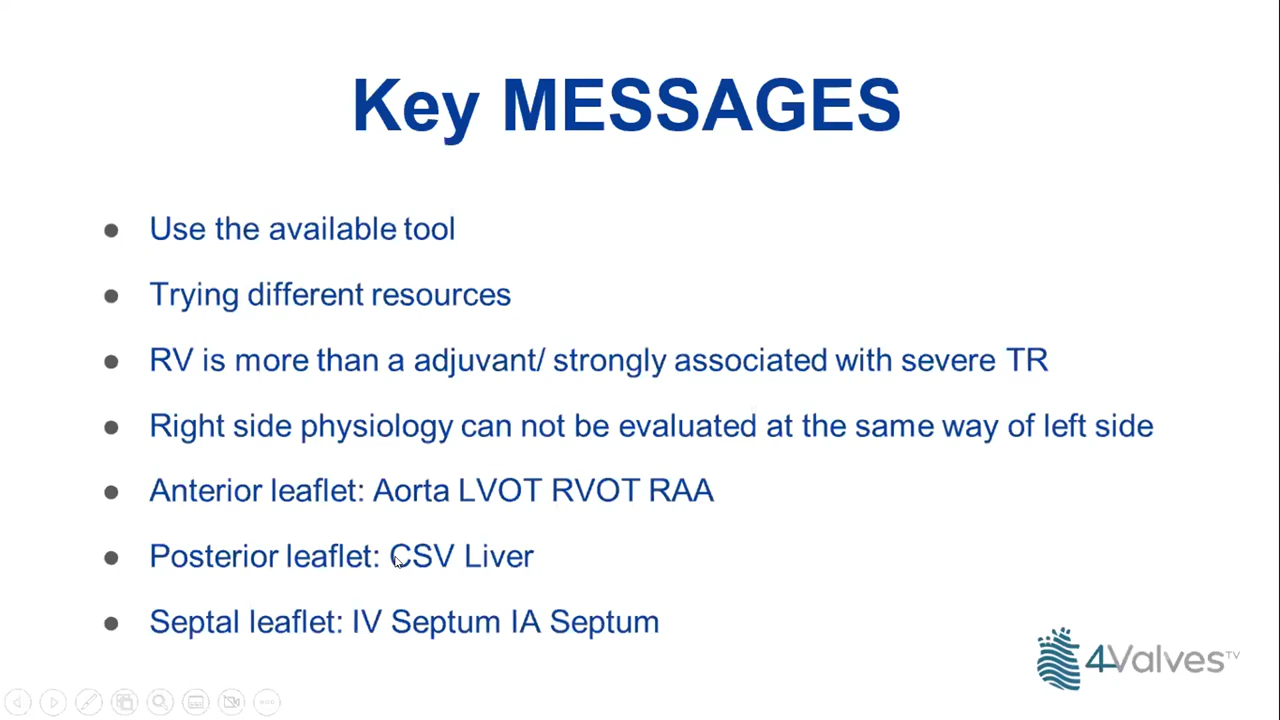 Key MESSAGES
Use the available tool
Trying different resources
RV is more than a adjuvant/ strongly associated with severe TR
Right side physiology can not be evaluated at the same way of left side
Anterior leaflet: Aorta LVOT RVOT RAA
Posterior leaflet: CSV Liver
Septal leaflet: IV Septum IA Septum
4Valves TV